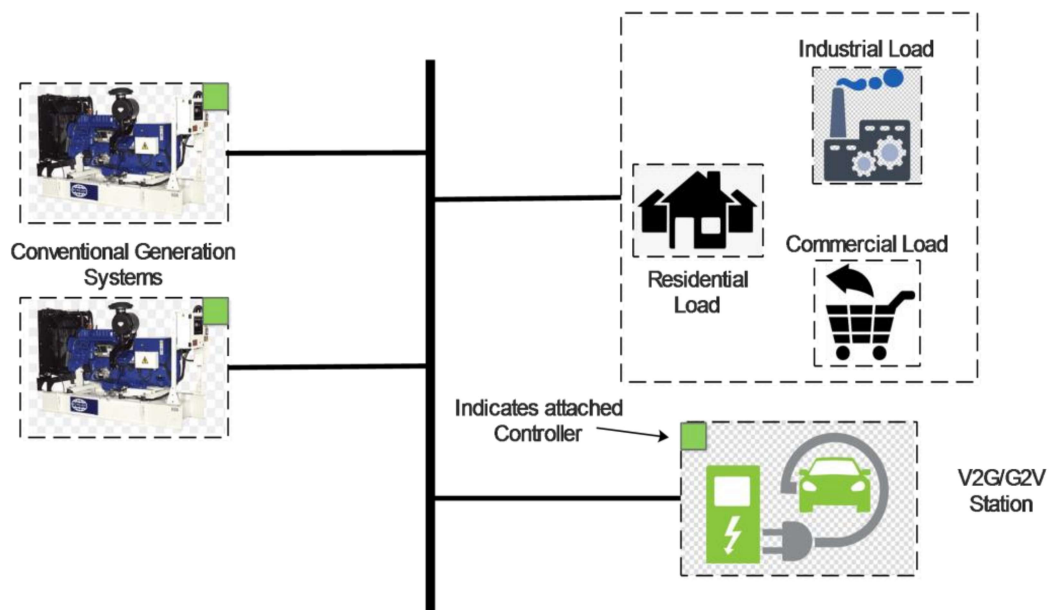 Industrial Load
Conventional Generation
Systems
Residential
Load
Commercial Load
Indicates attached
Controller
V2G/G2V
Station